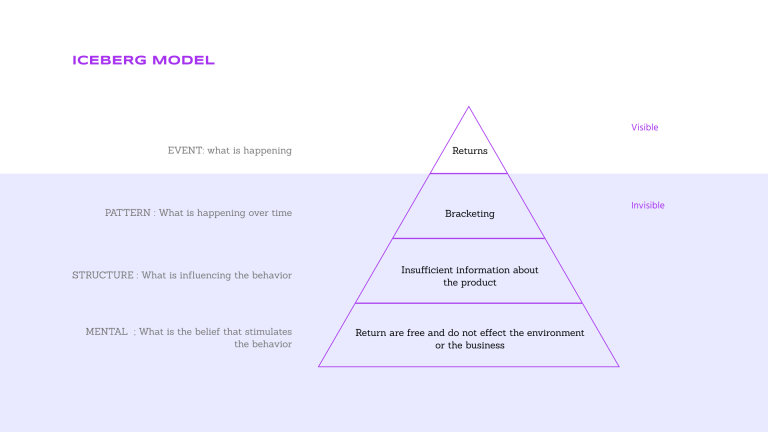 ICEBERG MODEL
Visible
EVENT: what is happening
Returns
Invisible
PATTERN : What is happening over time
Bracketing
STRUCTURE : What is influencing the behavior
Insufficient information about
the product
MENTAL : What is the belief that stimulates
the behavior
Return are free and do not effect the environment
or the business